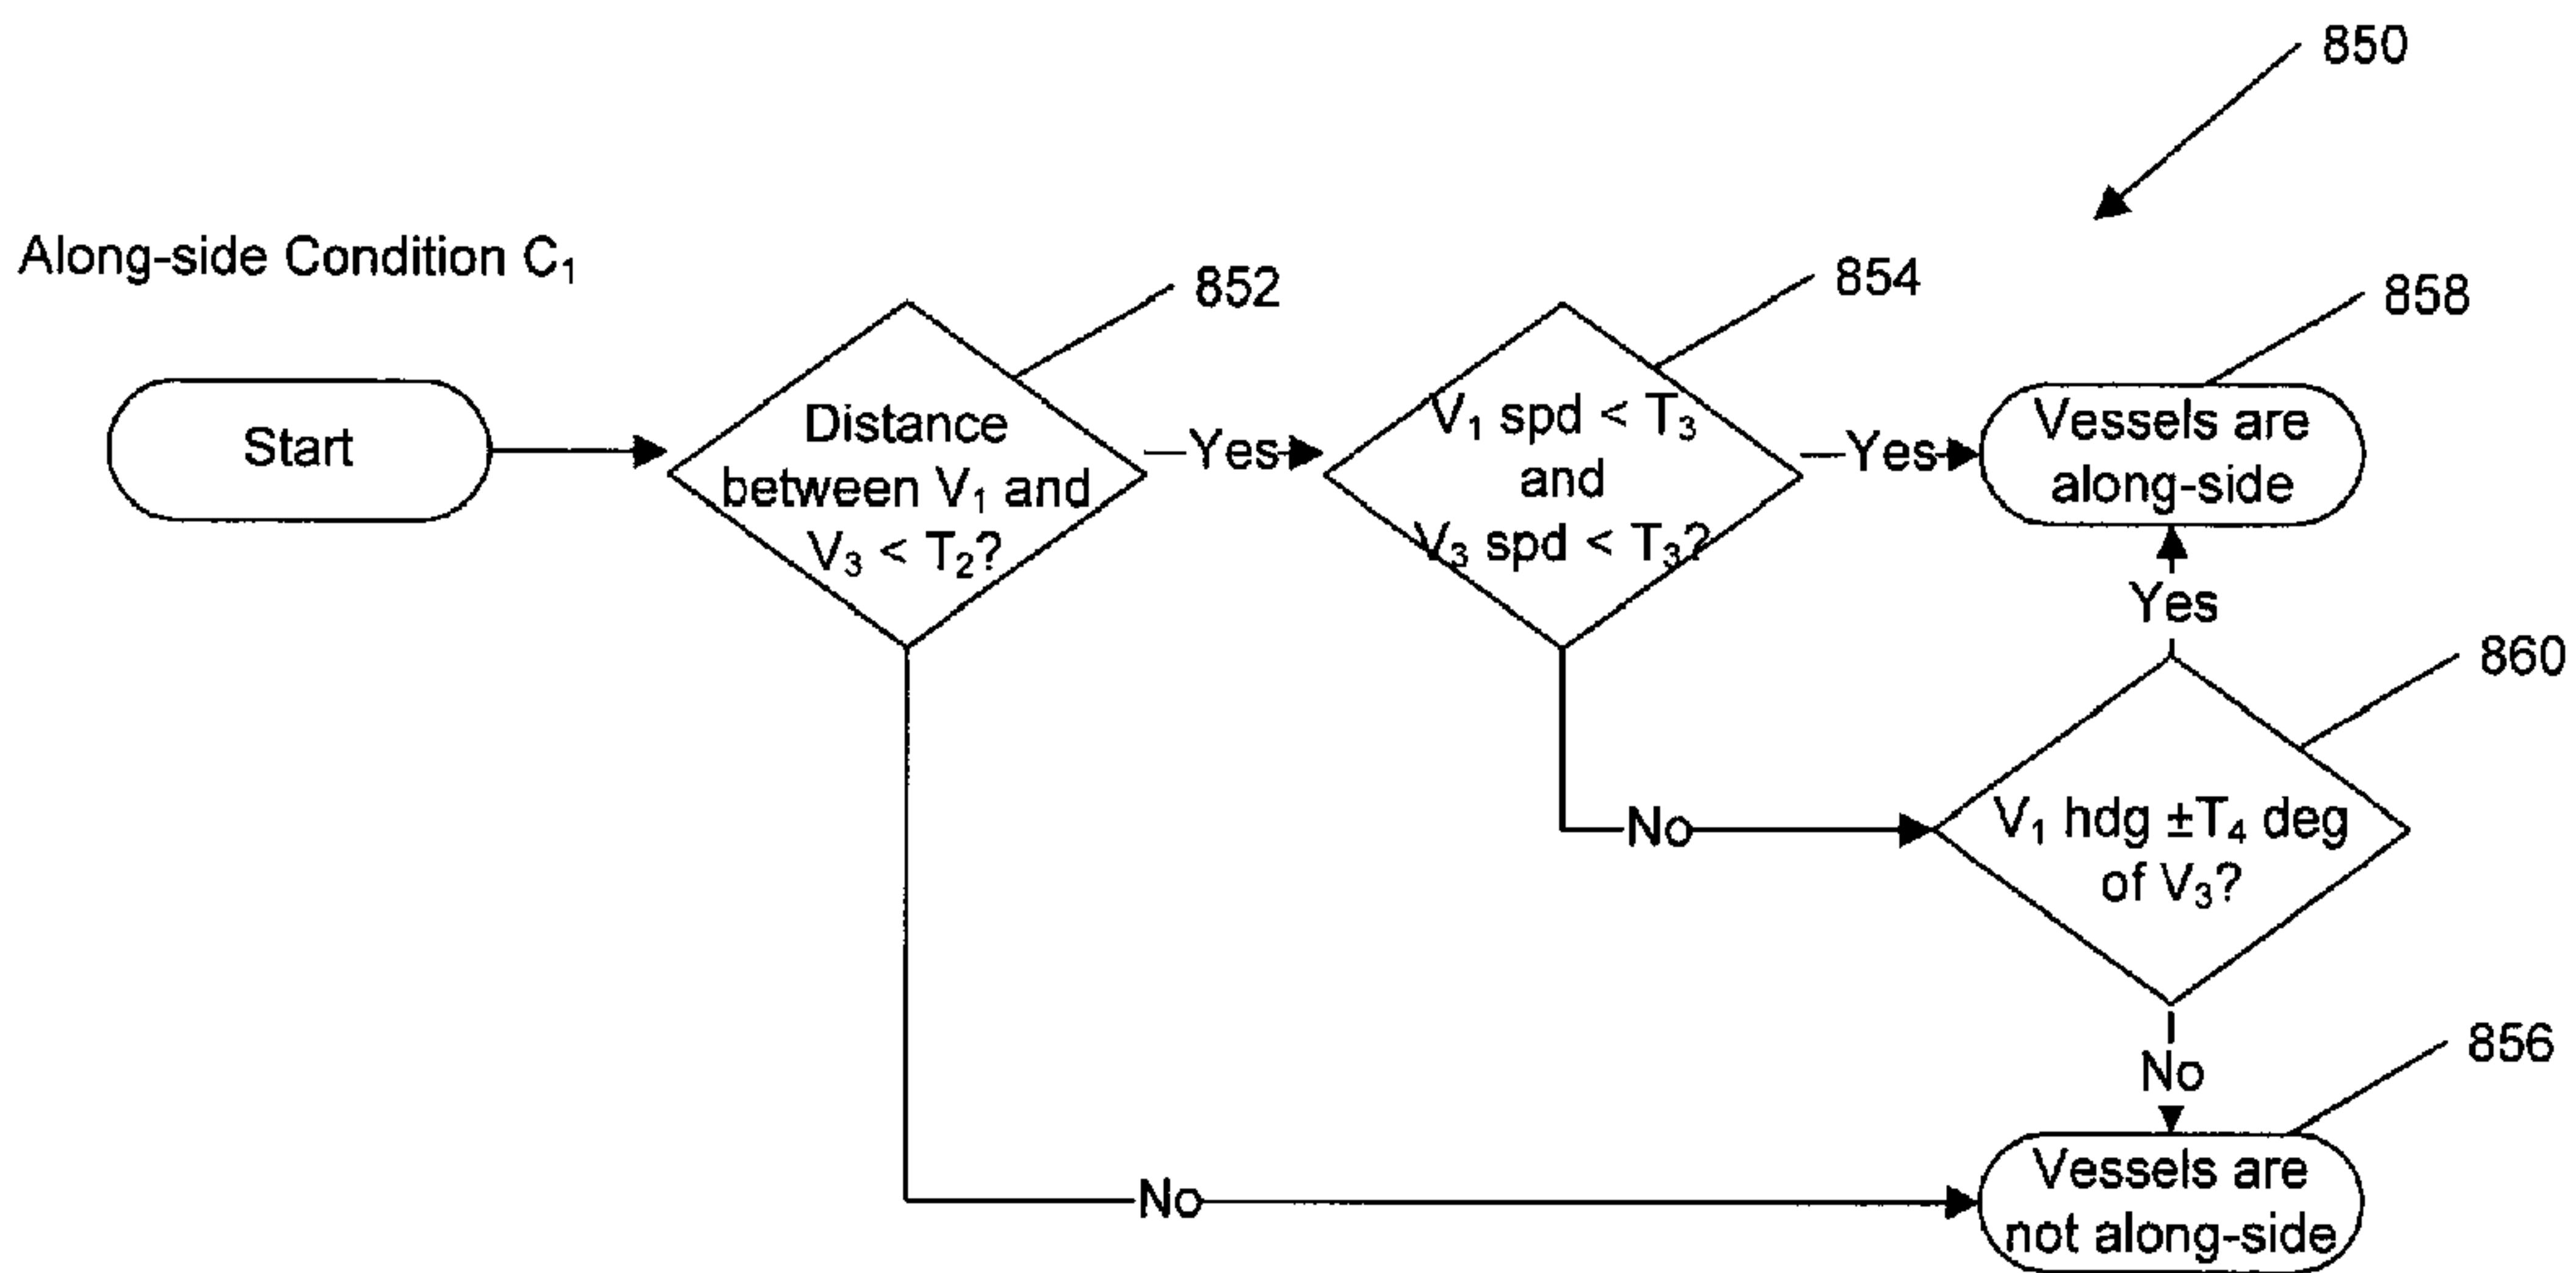 850
Along-side Condition C₁
852
854
858
Start
Distance
between V₁ and
V₃ < T₂?
Yes
V₁ spd < T₃
and
V₃ spd < T₃?
Yes
Vessels are
along-side
Yes
860
No
V₁ hdg ±T₄ deg
of V₃?
No
856
No
Vessels are
not along-side